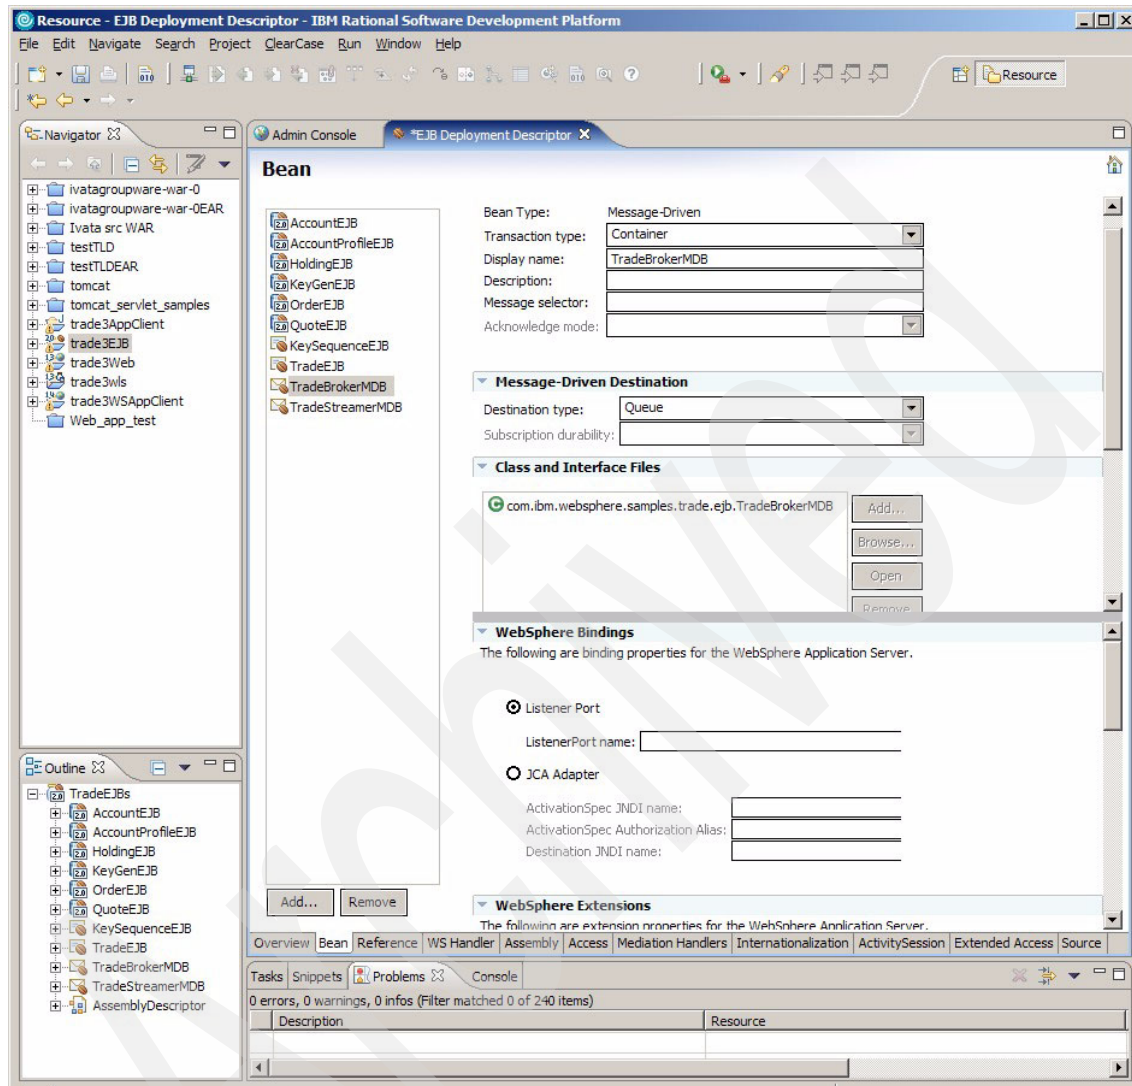 Resource - EJB Deployment Descriptor - IBM Rational Software Development Platform
File Edit Navigate Search Project ClearCase Run Window Help
Resource
Navigator
ivatagroupware-war-0
ivatagroupware-war-0EAR
Ivata src WAR
testTLD
testTLDEAR
tomcat
tomcat_servlet_samples
trade3AppClient
trade3EJB
trade3Web
trade3wls
trade3WSAppClient
Web_app_test
Outline
TradeEJBs
AccountEJB
AccountProfileEJB
HoldingEJB
KeyGenEJB
OrderEJB
QuoteEJB
KeySequenceEJB
TradeEJB
TradeBrokerMDB
TradeStreamerMDB
AssemblyDescriptor
Admin Console *EJB Deployment Descriptor
Bean
AccountEJB
AccountProfileEJB
HoldingEJB
KeyGenEJB
OrderEJB
QuoteEJB
KeySequenceEJB
TradeEJB
TradeBrokerMDB
TradeStreamerMDB
Add... Remove
Bean Type: Message-Driven
Transaction type: Container
Display name: TradeBrokerMDB
Description:
Message selector:
Acknowledge mode:
Message-Driven Destination
Destination type: Queue
Subscription durability:
Class and Interface Files
com.ibm.websphere.samples.trade.ejb.TradeBrokerMDB
Add...
Browse...
Open
Remove
WebSphere Bindings
The following are binding properties for the WebSphere Application Server.
Listener Port
ListenerPort name:
JCA Adapter
ActivationSpec JNDI name:
ActivationSpec Authorization Alias:
Destination JNDI name:
WebSphere Extensions
The following are extension properties for the WebSphere Application Server.
Overview Bean Reference WS Handler Assembly Access Mediation Handlers Internationalization ActivitySession Extended Access Source
Tasks Snippets Problems Console
0 errors, 0 warnings, 0 infos (Filter matched 0 of 240 items)
Description Resource
Archived